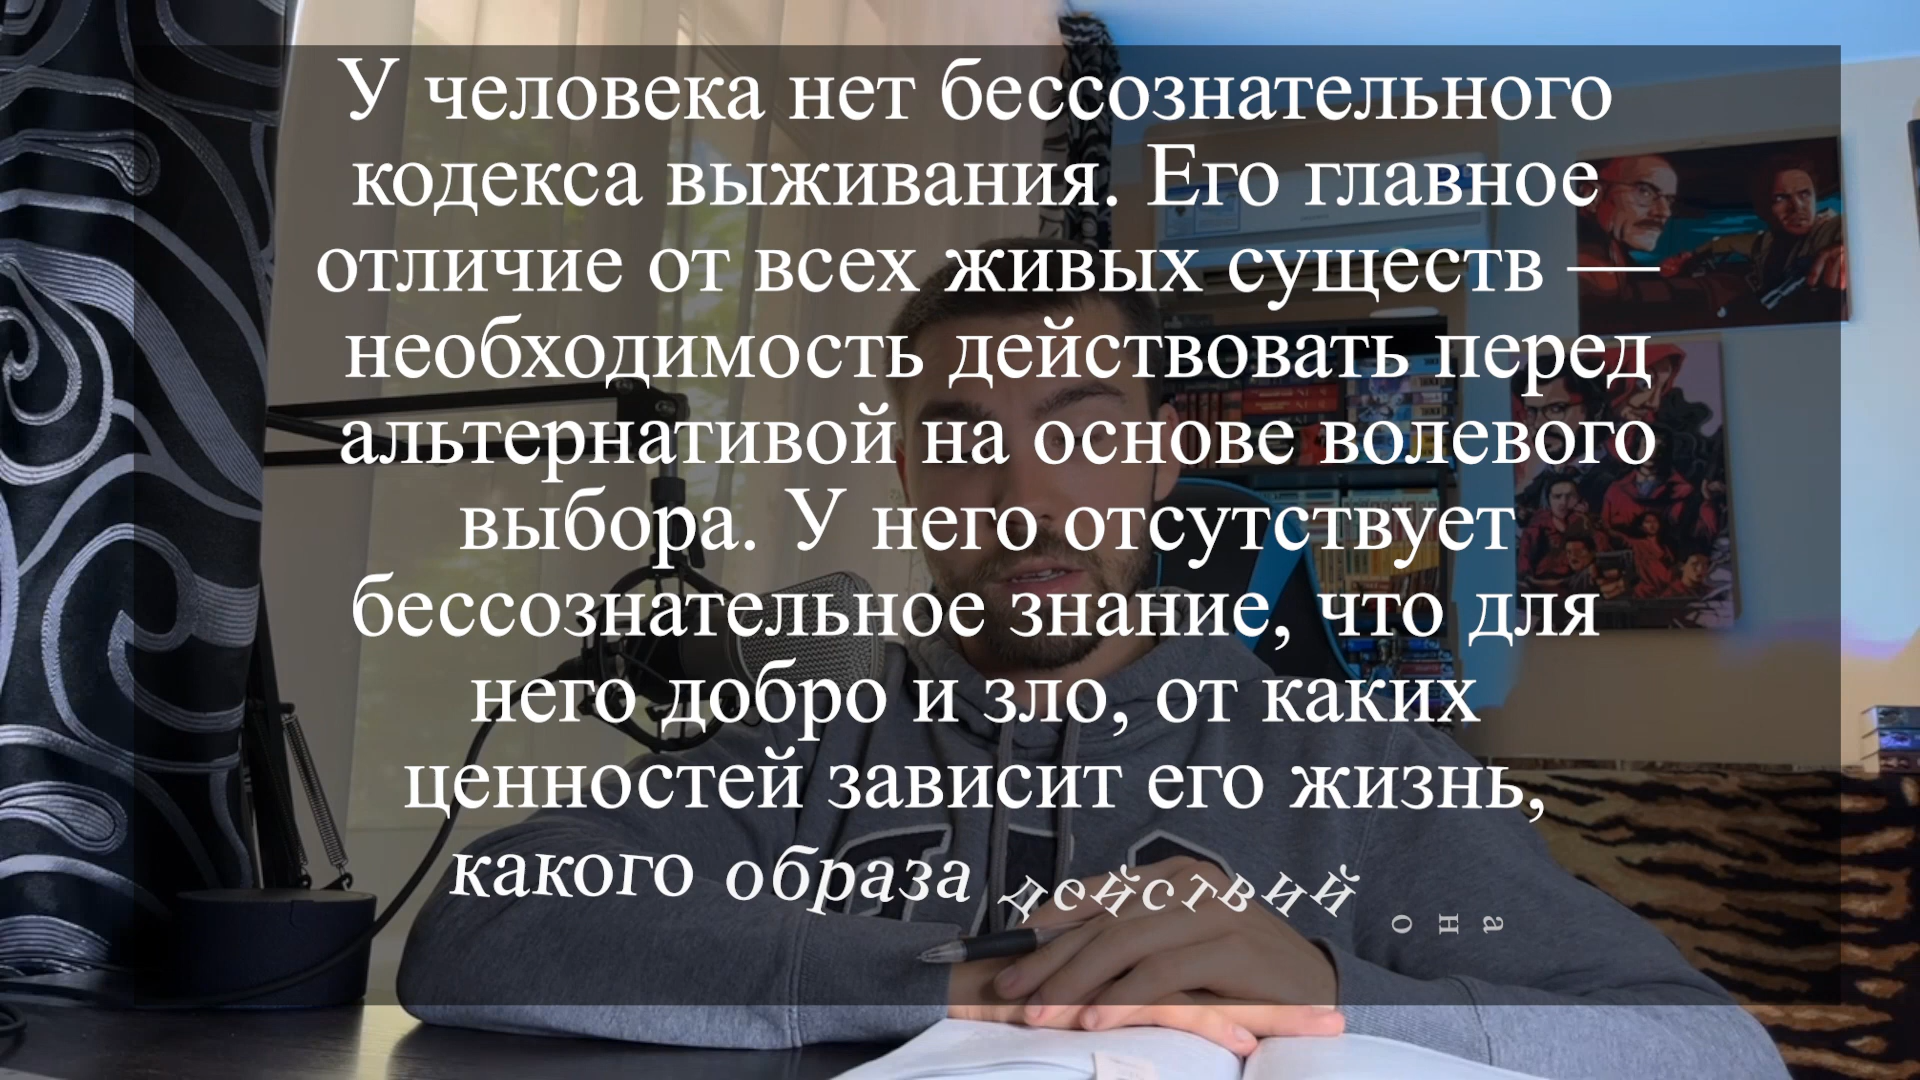 У человека нет бессознательного
кодекса выживания. Его главное
отличие от всех живых существ —
необходимость действовать перед
альтернативой на основе волевого
выбора. У него отсутствует
бессознательное знание, что для
него добро и зло, от каких
ценностей зависит его жизнь,
какого образа действий она